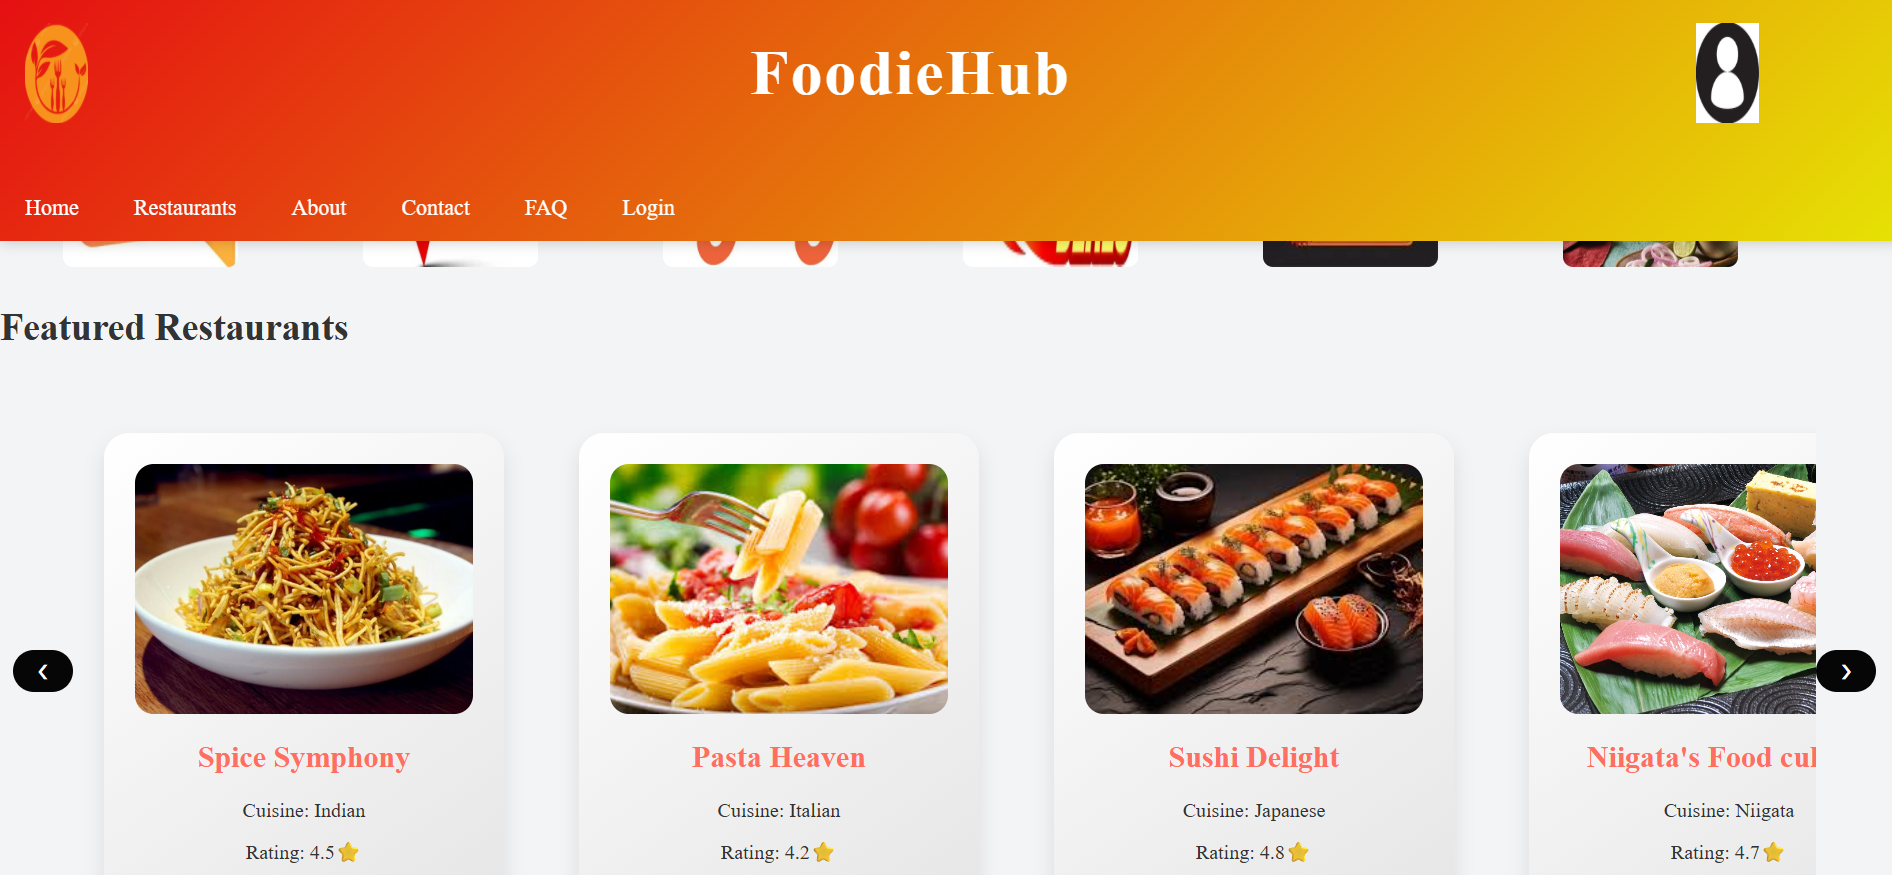 FoodieHub
Home Restaurants About Contact FAQ Login
Featured Restaurants
❮ ❯
Spice Symphony
Cuisine: Indian
Rating: 4.5⭐
Pasta Heaven
Cuisine: Italian
Rating: 4.2⭐
Sushi Delight
Cuisine: Japanese
Rating: 4.8⭐
Niigata's Food cul
Cuisine: Niigata
Rating: 4.7⭐